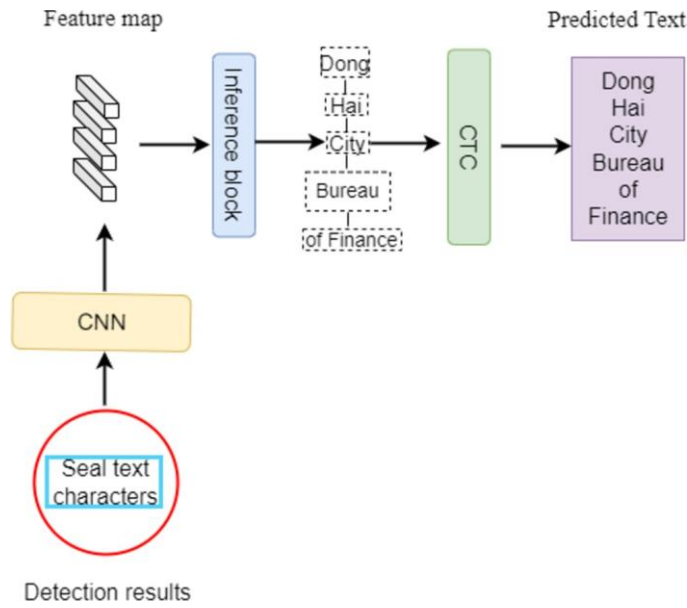 Feature map
Predicted Text
Inference block
Dong
Hai
City
Bureau
of Finance
CTC
Dong
Hai
City
Bureau
of
Finance
CNN
Seal text
characters
Detection results